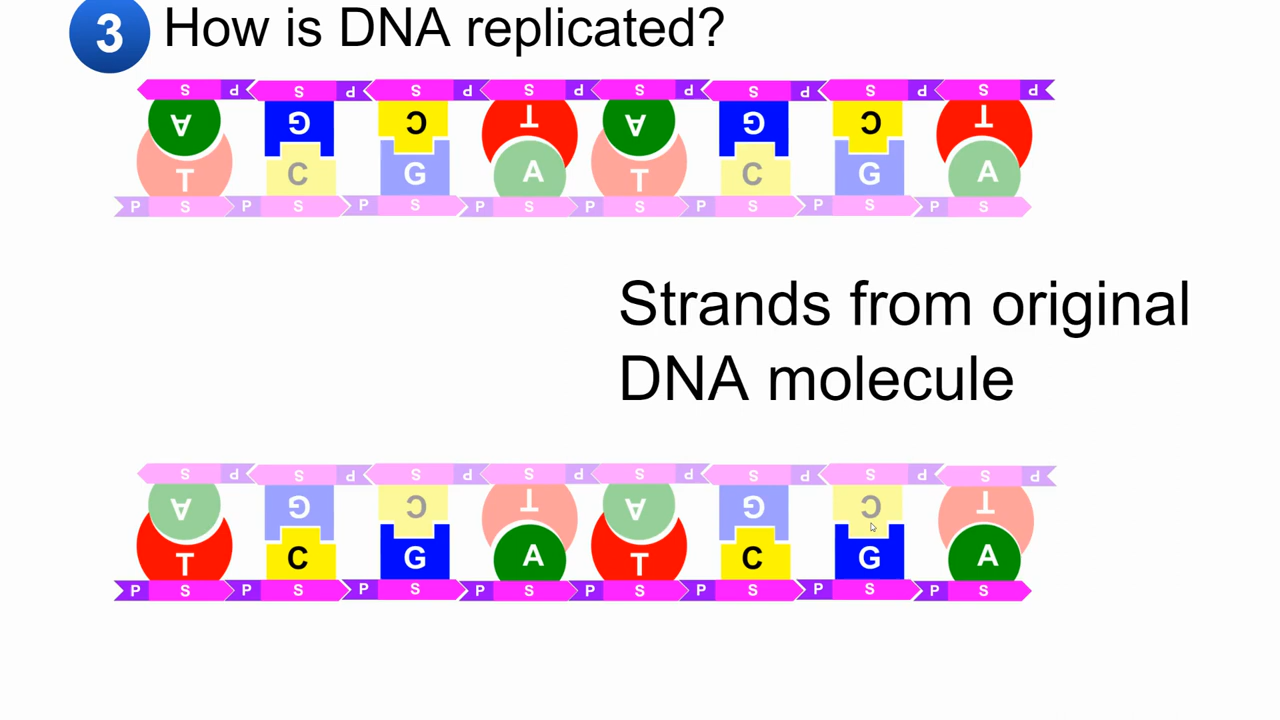 3 How is DNA replicated?
S P S P S P S P S P S P S P S P
A G C T A G C T
T C G A T C G A
P S P S P S P S P S P S P S P S
Strands from original
DNA molecule
S P S P S P S P S P S P S P S P
A G C T A G C T
T C G A T C G A
P S P S P S P S P S P S P S P S